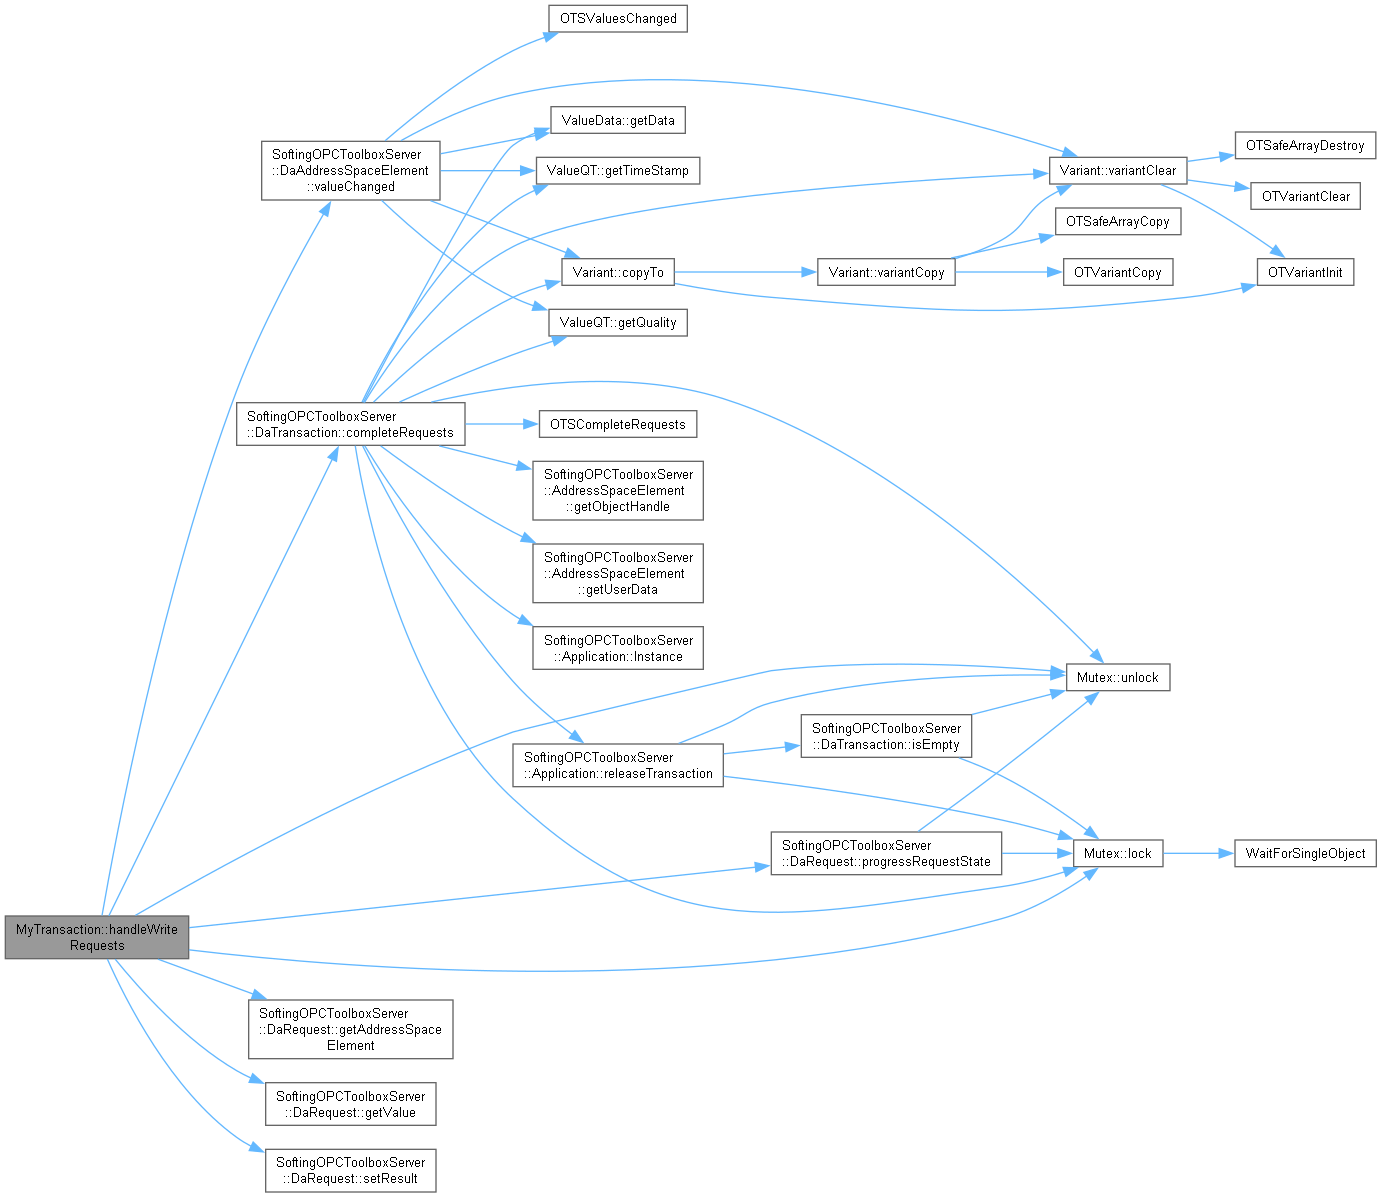 OTSValuesChanged
ValueData::getData
OTSafeArrayDestroy
SoftingOPCToolboxServer
::DaAddressSpaceElement
::valueChanged
ValueQT::getTimeStamp
Variant::variantClear
OTVariantClear
OTSafeArrayCopy
Variant::copyTo
Variant::variantCopy
OTVariantCopy
OTVariantInit
ValueQT::getQuality
SoftingOPCToolboxServer
::DaTransaction::completeRequests
OTSCompleteRequests
SoftingOPCToolboxServer
::AddressSpaceElement
::getObjectHandle
SoftingOPCToolboxServer
::AddressSpaceElement
::getUserData
SoftingOPCToolboxServer
::Application::Instance
Mutex::unlock
SoftingOPCToolboxServer
::DaTransaction::isEmpty
SoftingOPCToolboxServer
::Application::releaseTransaction
SoftingOPCToolboxServer
::DaRequest::progressRequestState
Mutex::lock
WaitForSingleObject
MyTransaction::handleWrite
Requests
SoftingOPCToolboxServer
::DaRequest::getAddressSpace
Element
SoftingOPCToolboxServer
::DaRequest::getValue
SoftingOPCToolboxServer
::DaRequest::setResult